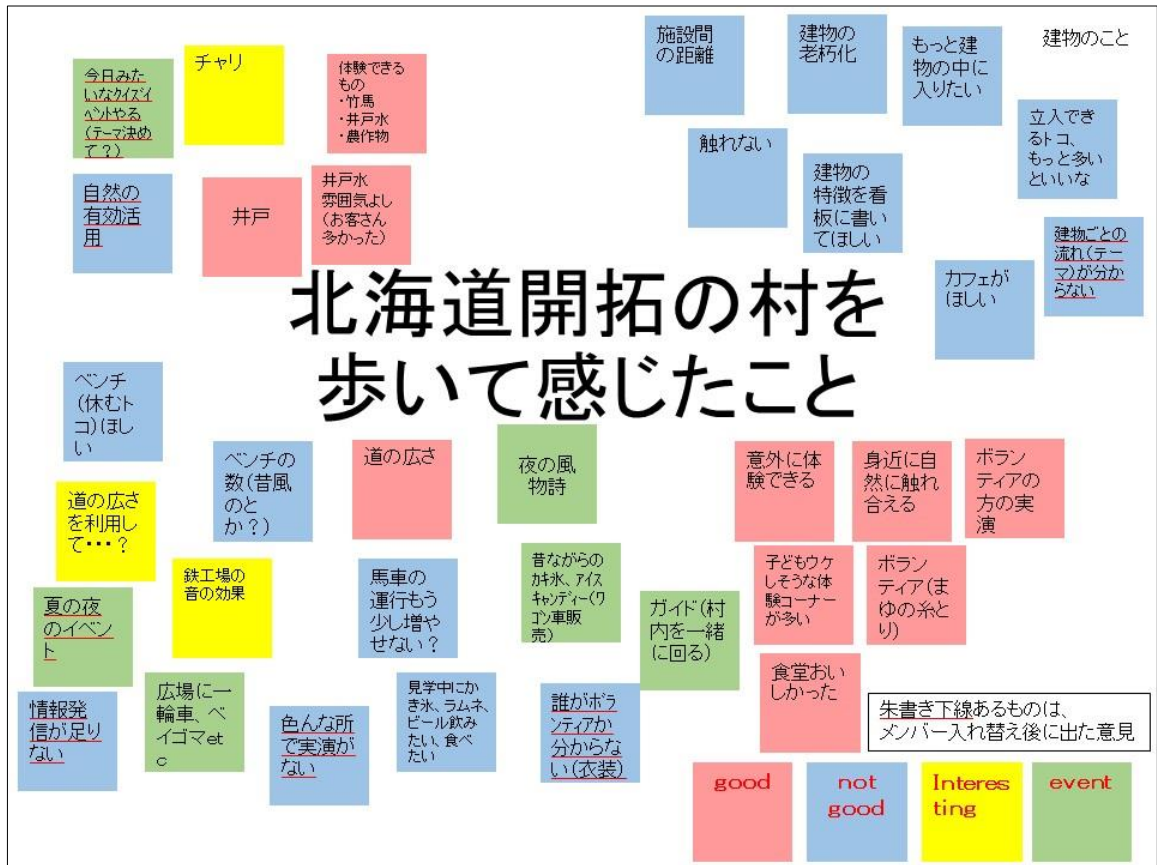 今日みた
いなクイズイ
ベントやる
(テーマ決め
て?)
チャリ
体験できる
もの
・竹馬
・井戸水
・農作物
自然の
有効活
用
井戸
井戸水
雰囲気よし
(お客さん
多かった)
施設間
の距離
建物の
老朽化
もっと建
物の中に
入りたい
建物のこと
触れない
建物の
特徴を看
板に書い
てほしい
立入でき
るトコ、
もっと多い
といいな
カフェが
ほしい
建物ごとの
流れ(テー
マ)が分か
らない
北海道開拓の村を
歩いて感じたこと
ベンチ
(休むト
コ)ほし
い
ベンチの
数(昔風
のと
か?)
道の広さ
夜の風
物詩
意外に体
験できる
身近に自
然に触れ
合える
ボラン
ティアの
方の実
演
道の広さ
を利用し
て・・・?
鉄工場の
音の効果
馬車の
運行もう
少し増や
せない?
昔ながらの
カキ氷、アイス
キャンディー(ワ
ゴン車販
売)
ガイド(村
内を一緒
に回る)
子どもウケ
しそうな体
験コーナー
が多い
ボラン
ティア(ま
ゆの糸と
り)
夏の夜
のイベン
ト
食堂おい
しかった
情報発
信が足り
ない
広場に一
輪車、ベ
イゴマet
c
色んな所
で実演が
ない
見学中にか
き氷、ラムネ、
ビール飲み
たい、食べ
たい
誰がボラ
ンティアか
分からな
い(衣装)
朱書き下線あるものは、
メンバー入れ替え後に出た意見
good
not
good
Interes
ting
event